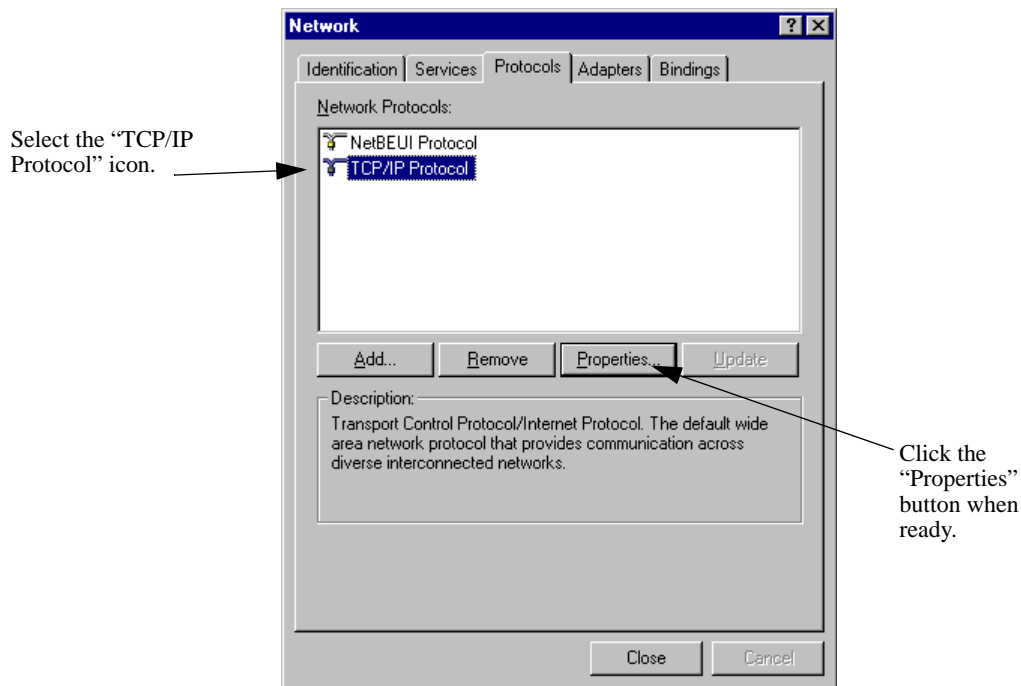 Network
Identification Services Protocols Adapters Bindings
Network Protocols:
Select the “TCP/IP
Protocol” icon.
NetBEUI Protocol
TCP/IP Protocol
Add... Remove Properties... Update
Description:
Transport Control Protocol/Internet Protocol. The default wide
area network protocol that provides communication across
diverse interconnected networks.
Click the
“Properties”
button when
ready.
Close Cancel